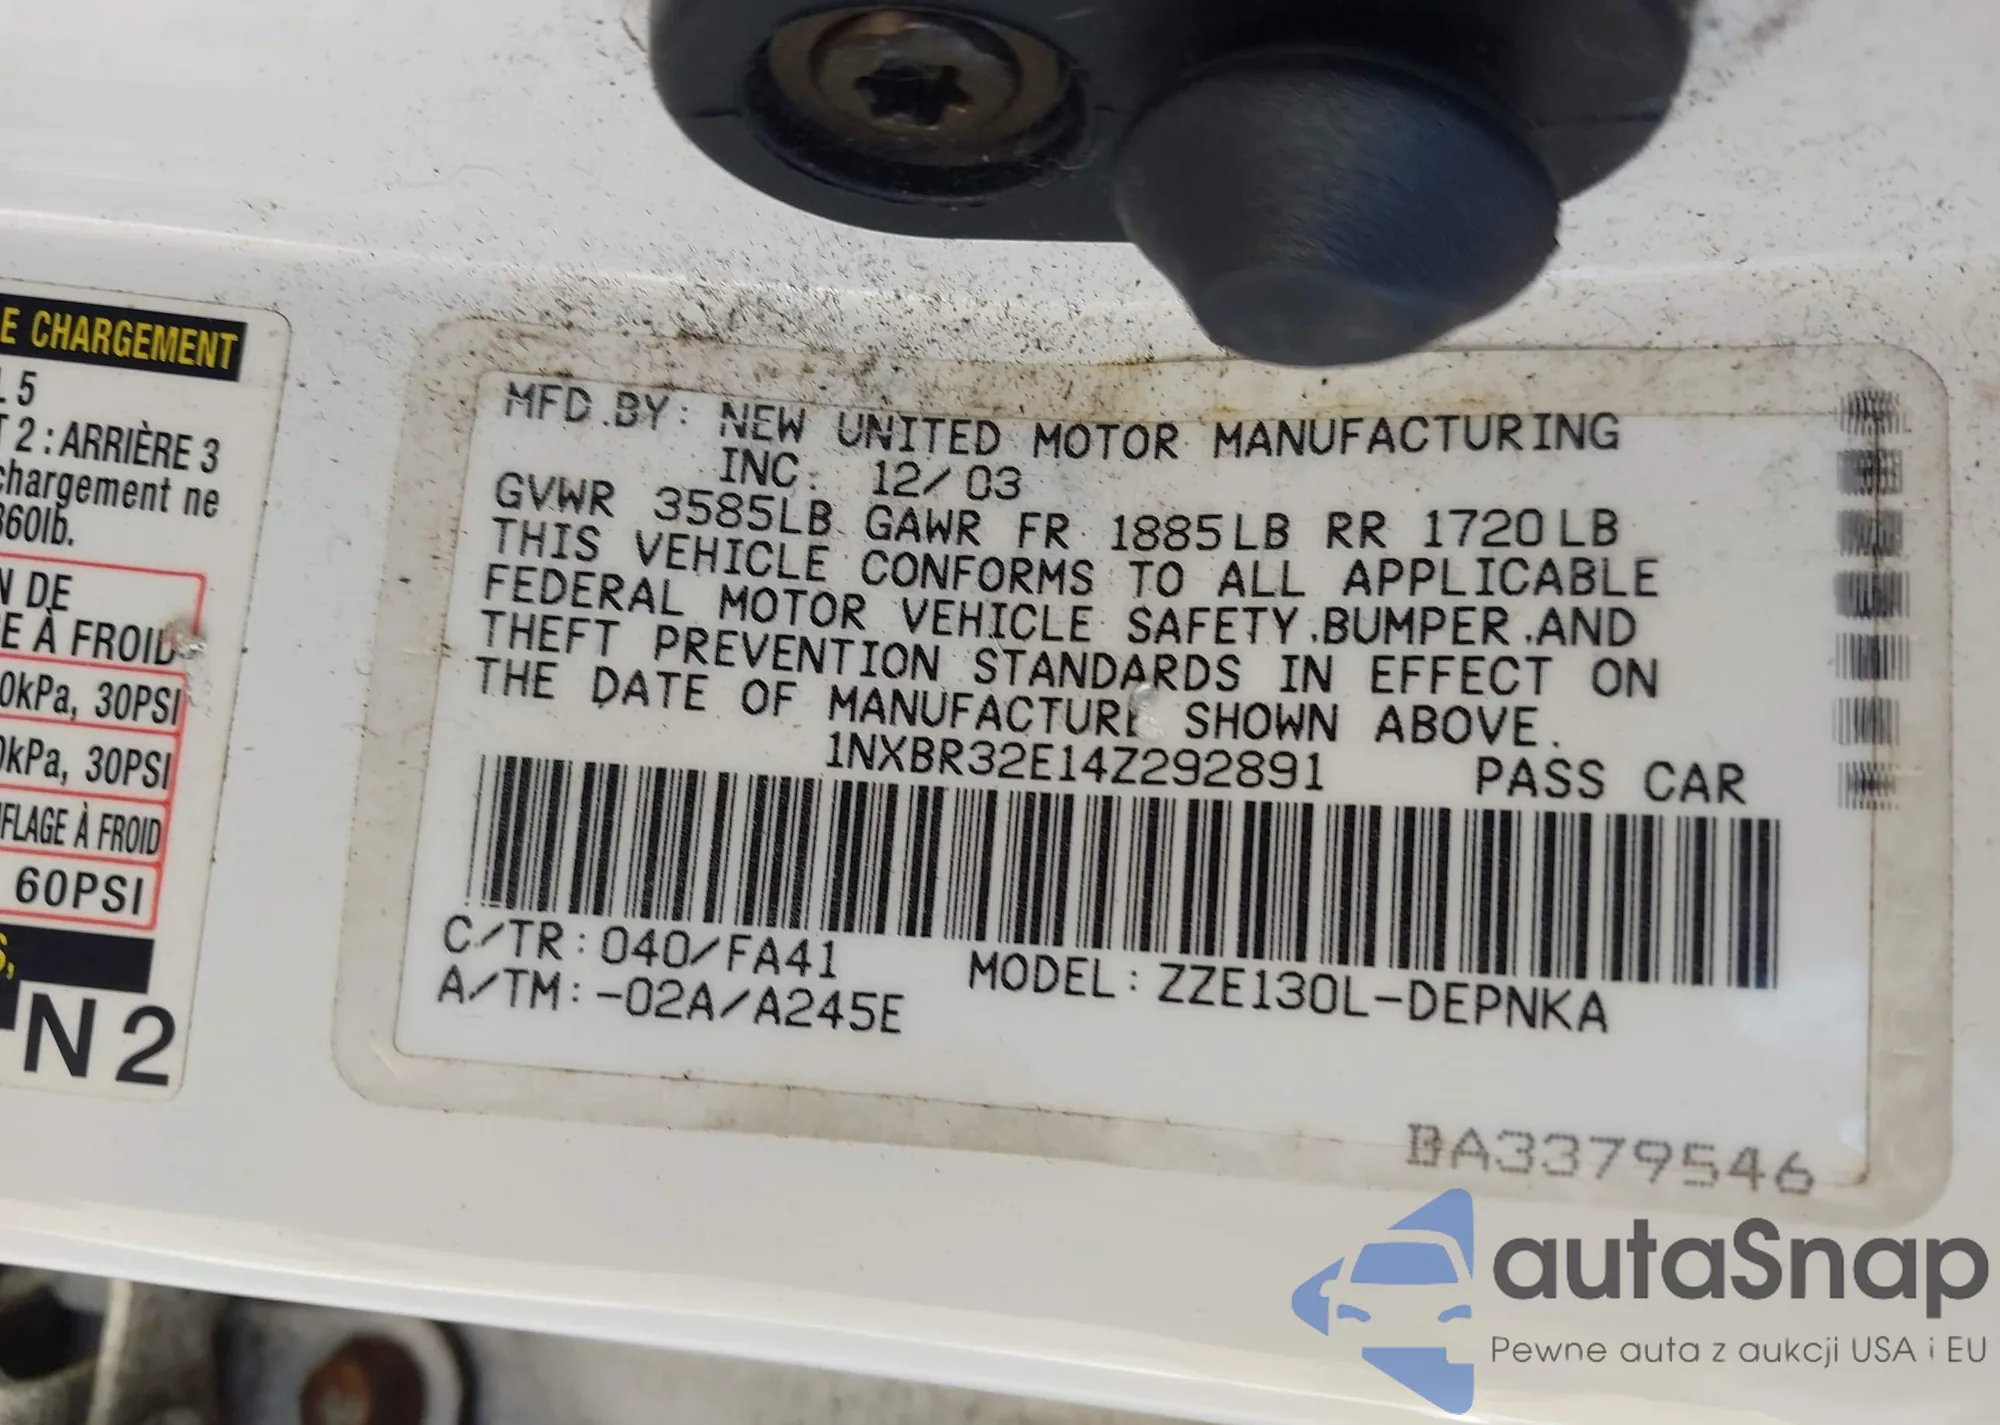 E CHARGEMENT
5
2 : ARRIÈRE 3
chargement ne
860lb.
N DE
E À FROID
0kPa, 30PSI
0kPa, 30PSI
FLAGE À FROID
60PSI
N2
MFD.BY: NEW UNITED MOTOR MANUFACTURING
INC. 12/03
GVWR 3585LB GAWR FR 1885LB RR 1720LB
THIS VEHICLE CONFORMS TO ALL APPLICABLE
FEDERAL MOTOR VEHICLE SAFETY,BUMPER,AND
THEFT PREVENTION STANDARDS IN EFFECT ON
THE DATE OF MANUFACTURE SHOWN ABOVE.
1NXBR32E14Z292891 PASS CAR
C/TR:040/FA41
A/TM:-02A/A245E
MODEL:ZZE130L-DEPNKA
BA3379546
autaSnap
Pewne auta z aukcji USA i EU